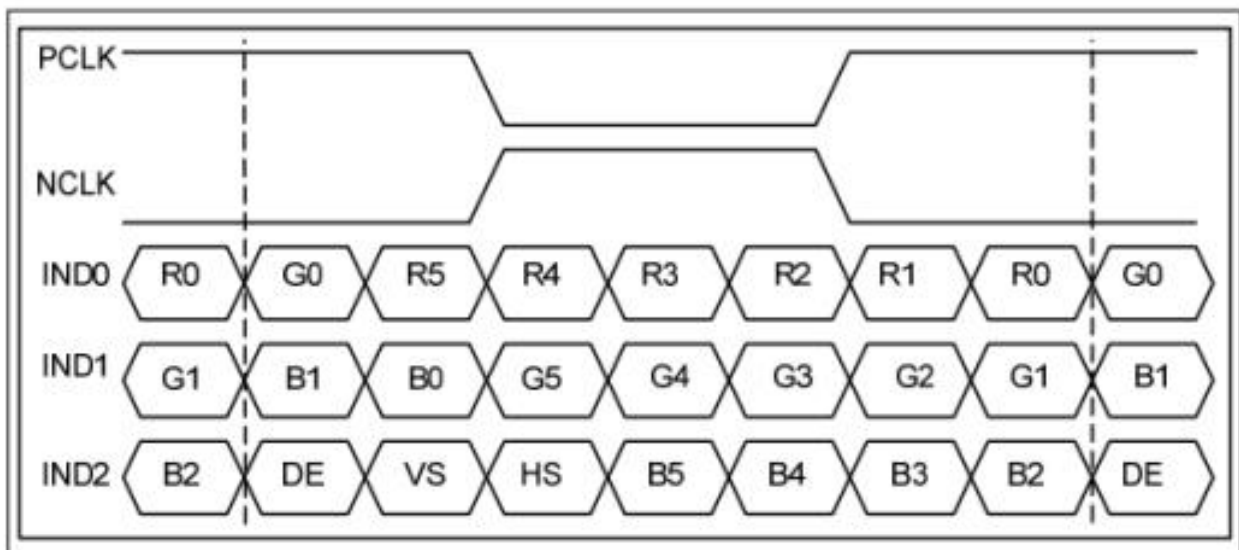 PCLK
NCLK
IND0 R0 G0 R5 R4 R3 R2 R1 R0 G0
IND1 G1 B1 B0 G5 G4 G3 G2 G1 B1
IND2 B2 DE VS HS B5 B4 B3 B2 DE